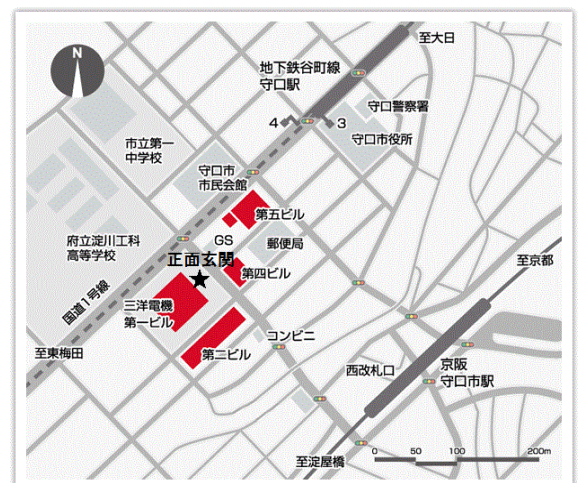 N
至大日
地下鉄谷町線
守口駅
守口警察署
4
3
守口市役所
市立第一
中学校
守口市
市民会館
第五ビル
GS
郵便局
府立淀川工科
高等学校
正面玄関
第四ビル
至京都
国道1号線
三洋電機
第一ビル
コンビニ
至東梅田
第二ビル
西改札口
京阪
守口市駅
至淀屋橋
0
50
100
200m